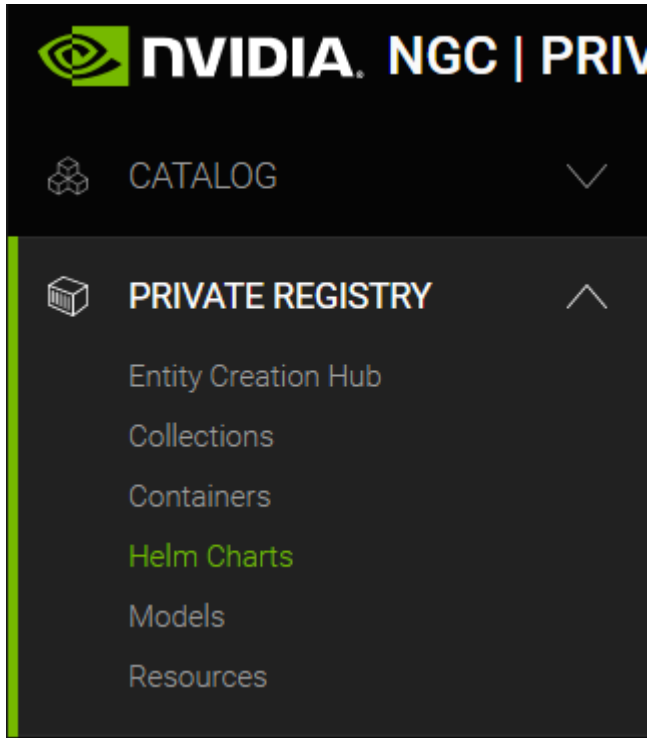 NVIDIA. NGC | PRIV
CATALOG
PRIVATE REGISTRY
Entity Creation Hub
Collections
Containers
Helm Charts
Models
Resources